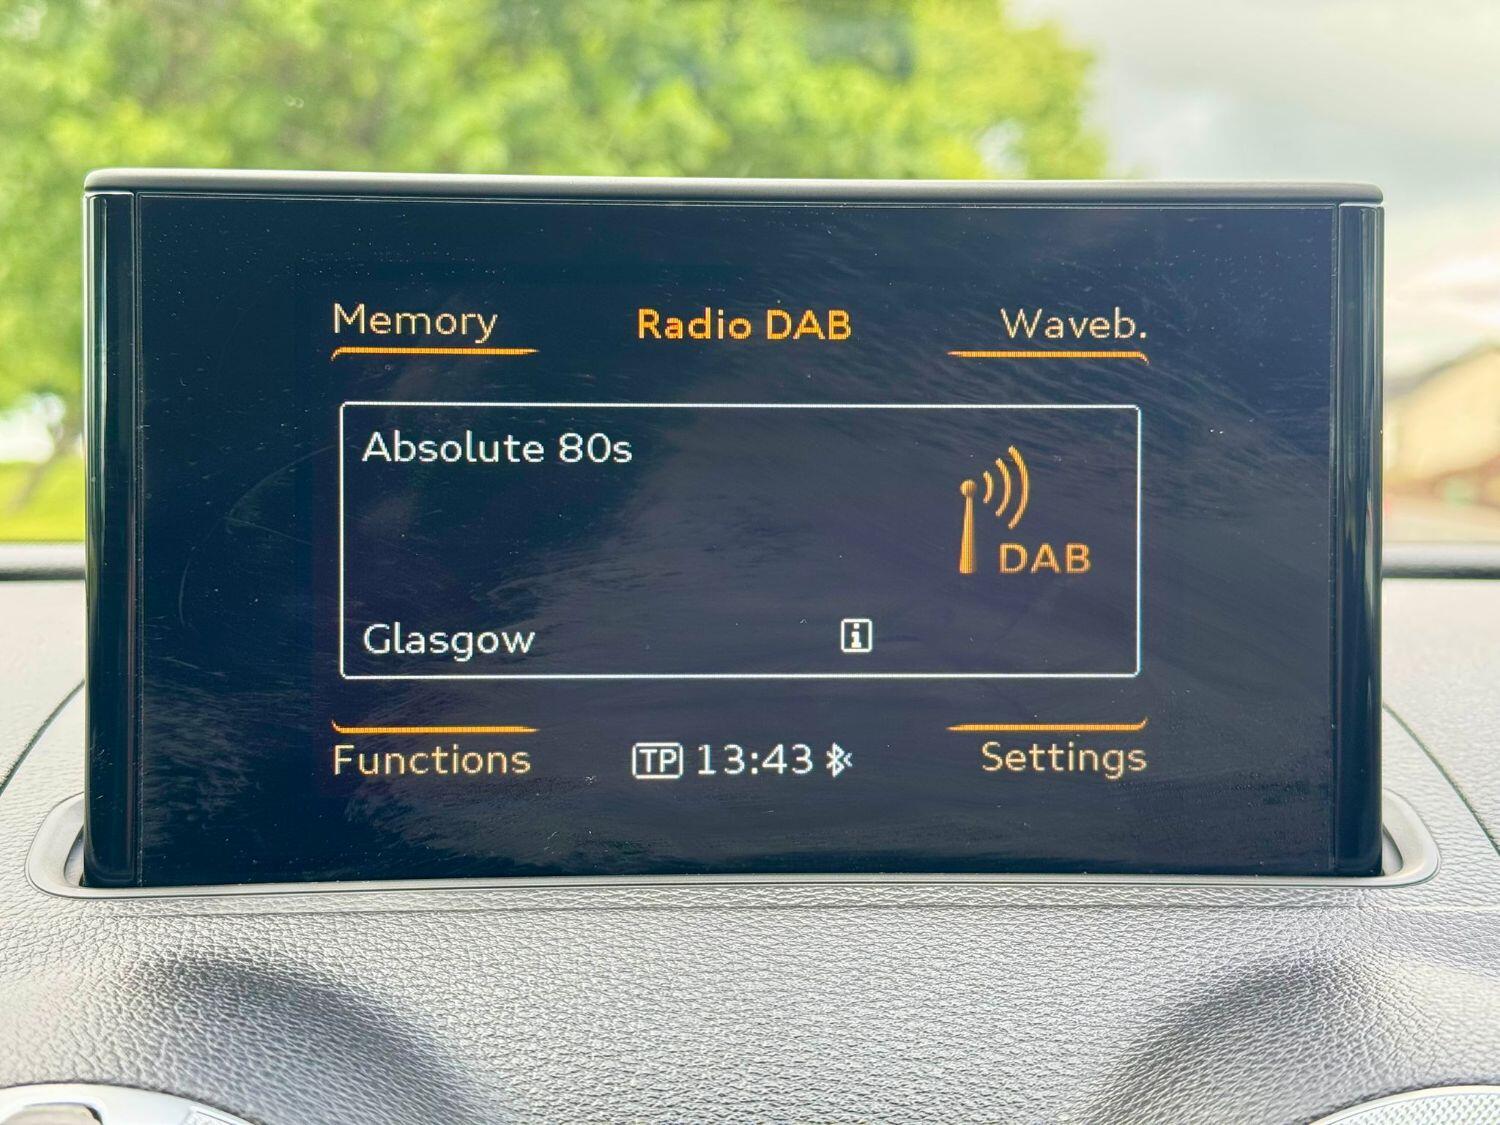 Memory
Radio DAB
Waveb.
Absolute 80s
DAB
Glasgow
i
Functions
TP 13:43
Settings